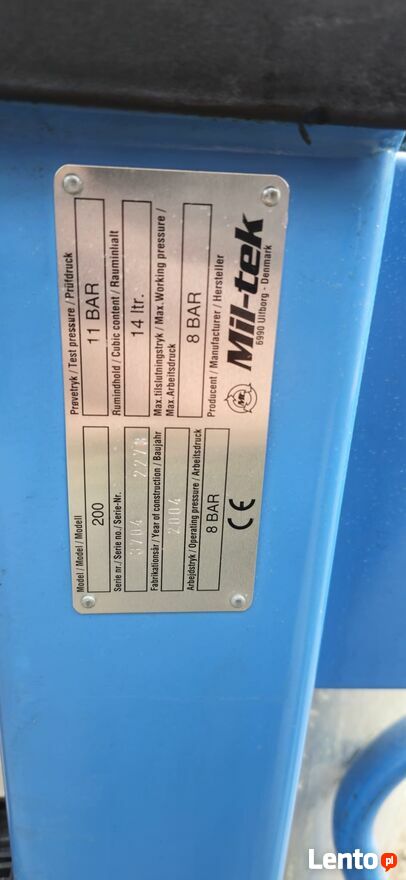 Model / Model / Modell
200
Serie nr./ Serie no./ Serie-Nr.
3704 2278
Fabrikationsår / Year of construction / Baujahr
2004
Arbejdstryk / Operating pressure / Arbeitsdruck
8 BAR
CE
Prøvetryk / Test pressure / Prüfdruck
11 BAR
Rumindhold / Cubic content / Rauminhalt
14 ltr.
Max.tilslutningstryk / Max. Working pressure /
Max. Arbeitsdruck
8 BAR
Producent / Manufacturer / Hersteller
Mil-tek
6990 Ulfborg - Denmark
Lento.pl